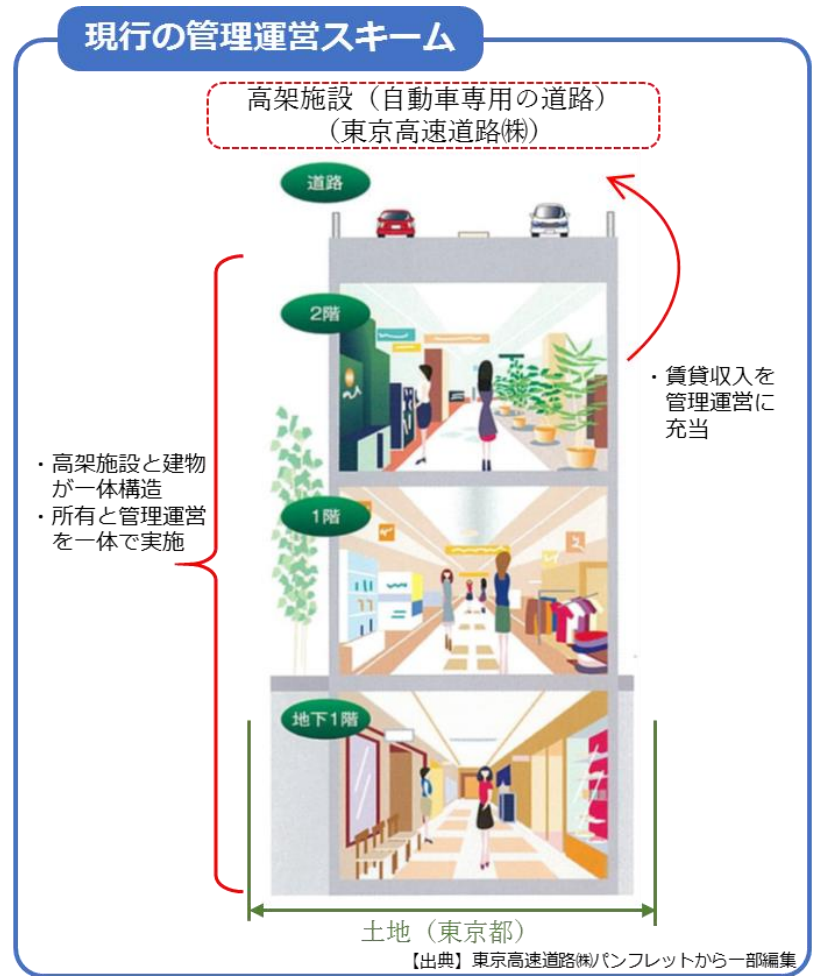 現行の管理運営スキーム
高架施設（自動車専用の道路）
（東京高速道路㈱）
道路
2階
・賃貸収入を
管理運営に
充当
・高架施設と建物
が一体構造
・所有と管理運営
を一体で実施
1階
地下1階
土地（東京都）
【出典】東京高速道路㈱パンフレットから一部編集